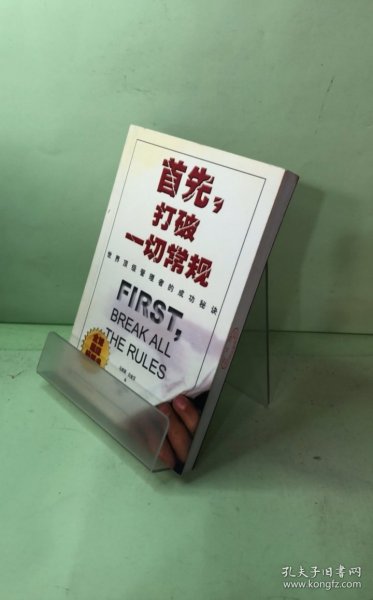 首先，
打破
一切常规
世界顶级管理者的成功秘诀
FIRST,
BREAK ALL
THE RULES
孔夫子旧书网
www.kongfz.com